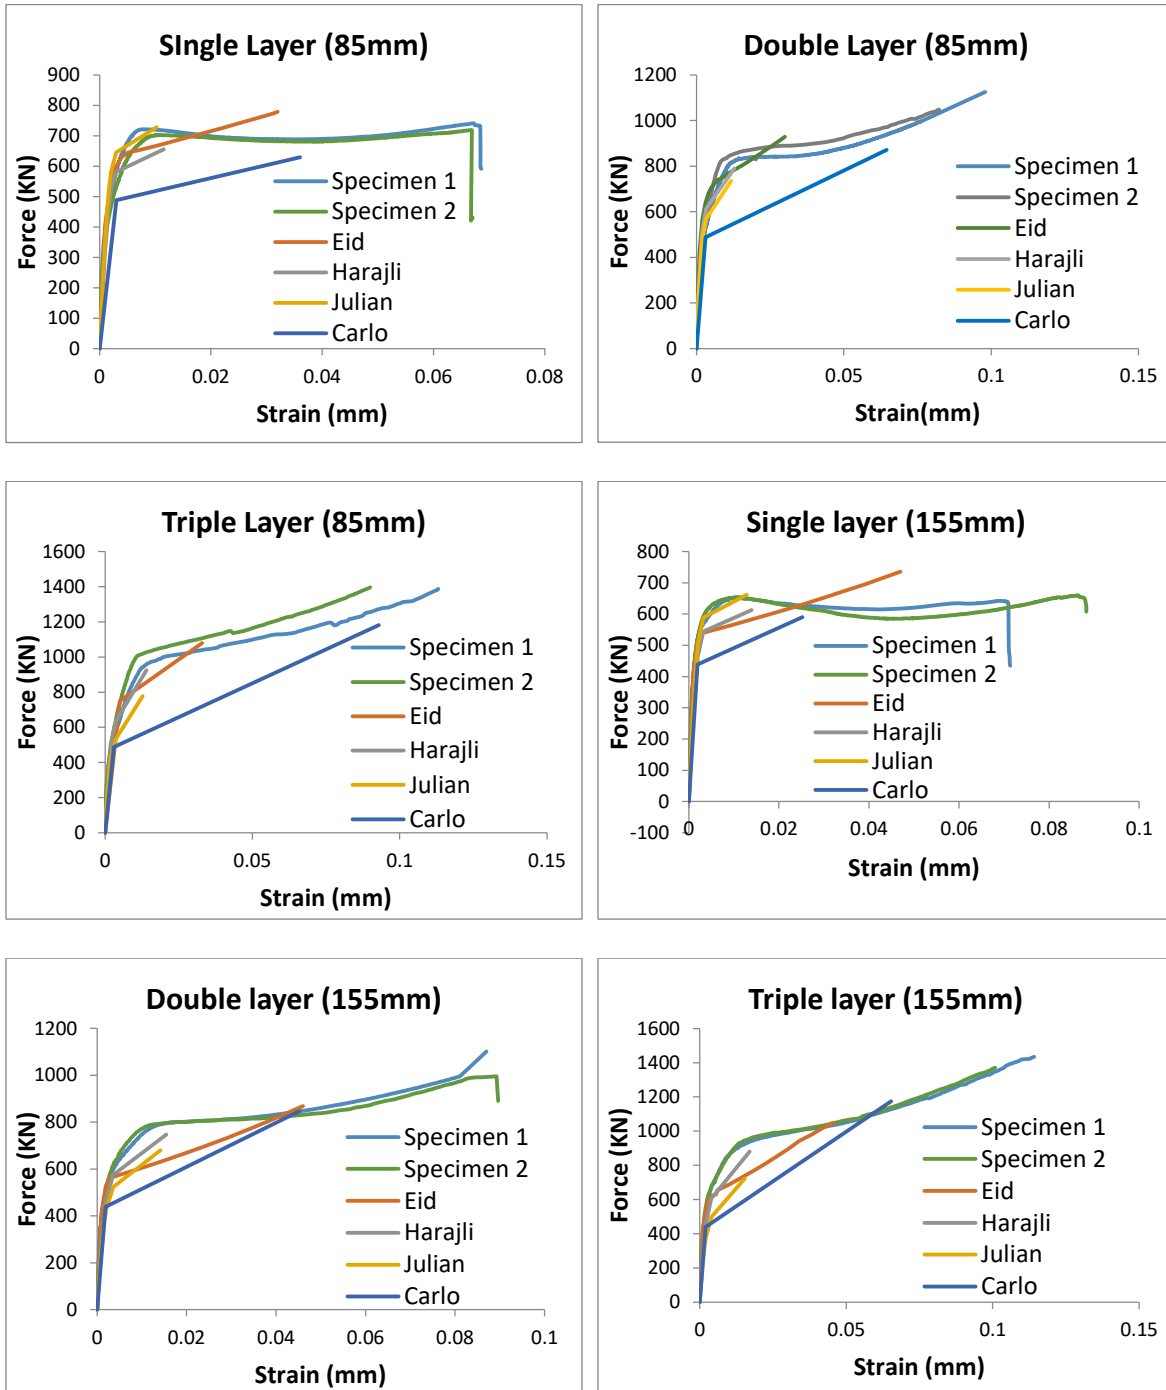 SIngle Layer (85mm)
900
800
700
600
500
400
300
200
100
0
Force (KN)
0
0.02
0.04
0.06
0.08
Strain (mm)
Specimen 1
Specimen 2
Eid
Harajli
Julian
Carlo
Double Layer (85mm)
1200
1000
800
600
400
200
0
Force (KN)
0
0.05
0.1
0.15
Strain(mm)
Specimen 1
Specimen 2
Eid
Harajli
Julian
Carlo
Triple Layer (85mm)
1600
1400
1200
1000
800
600
400
200
0
Force (KN)
0
0.05
0.1
0.15
Strain (mm)
Specimen 1
Specimen 2
Eid
Harajli
Julian
Carlo
Single layer (155mm)
800
700
600
500
400
300
200
100
0
-100
Force (KN)
0
0.02
0.04
0.06
0.08
0.1
Strain (mm)
Specimen 1
Specimen 2
Eid
Harajli
Julian
Carlo
Double layer (155mm)
1200
1000
800
600
400
200
0
Force (KN)
0
0.02
0.04
0.06
0.08
0.1
Strain (mm)
Specimen 1
Specimen 2
Eid
Harajli
Julian
Carlo
Triple layer (155mm)
1600
1400
1200
1000
800
600
400
200
0
Force (KN)
0
0.05
0.1
0.15
Strain (mm)
Specimen 1
Specimen 2
Eid
Harajli
Julian
Carlo